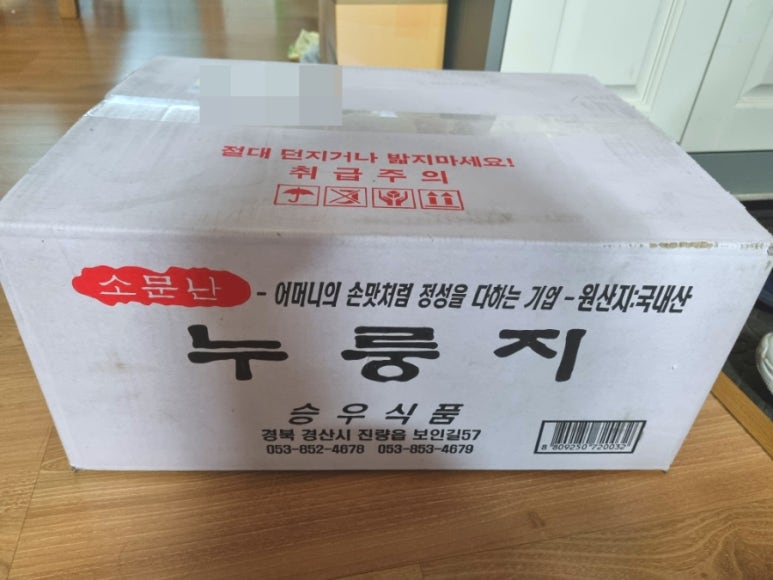 절대 던지거나 밟지마세요!
취급주의
소문난 - 어머니의 손맛처럼 정성을 다하는 기업 - 원산지:국내산
누룽지
승우식품
경북 경산시 진량읍 보인길57
053-852-4678 053-853-4679
8 809250 720032